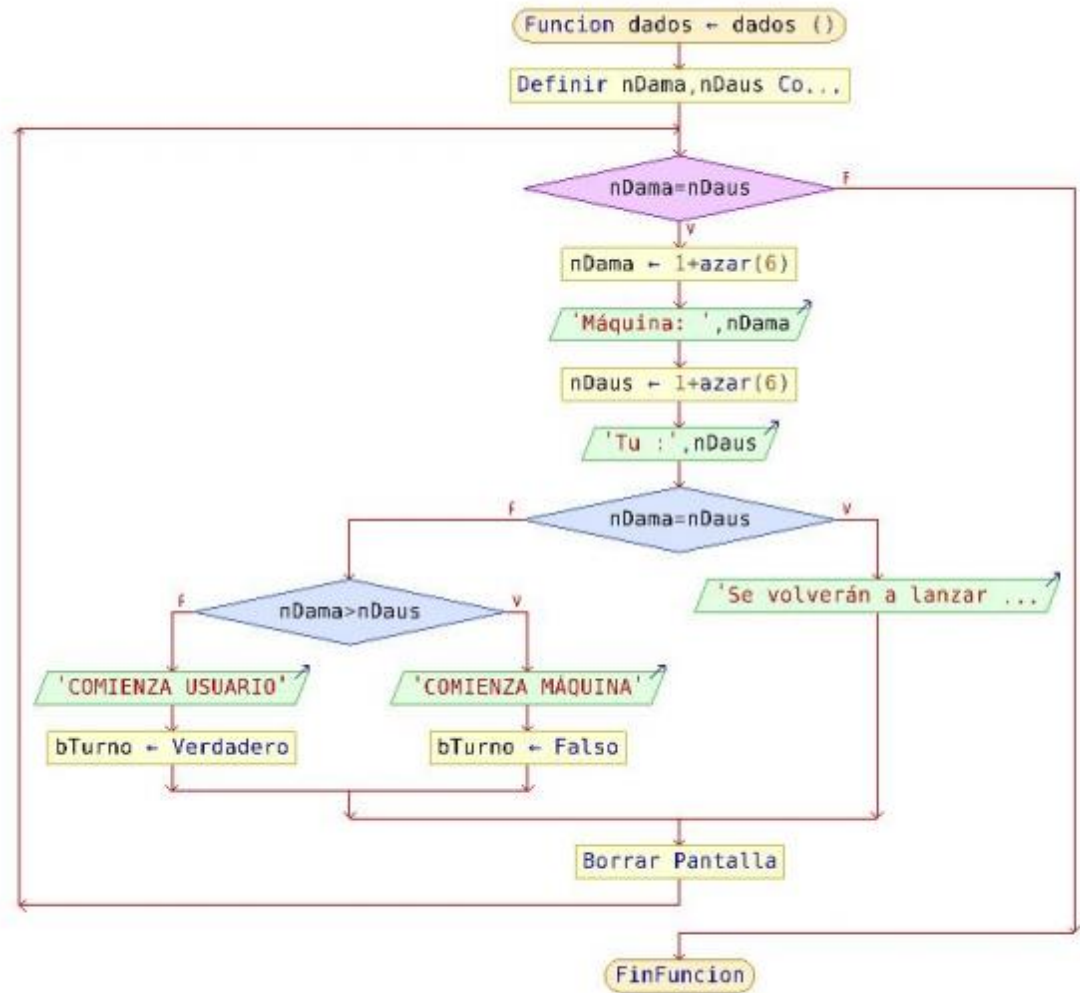 Funcion dados ← dados ()
Definir nDama,nDaus Co...
nDama=nDaus
F
V
nDama ← 1+azar(6)
'Máquina: ',nDama
nDaus ← 1+azar(6)
'Tu :',nDaus
F
nDama=nDaus
V
F
nDama>nDaus
V
'Se volverán a lanzar ...
'COMIENZA USUARIO'
'COMIENZA MÁQUINA'
bTurno ← Verdadero
bTurno ← Falso
Borrar Pantalla
FinFuncion